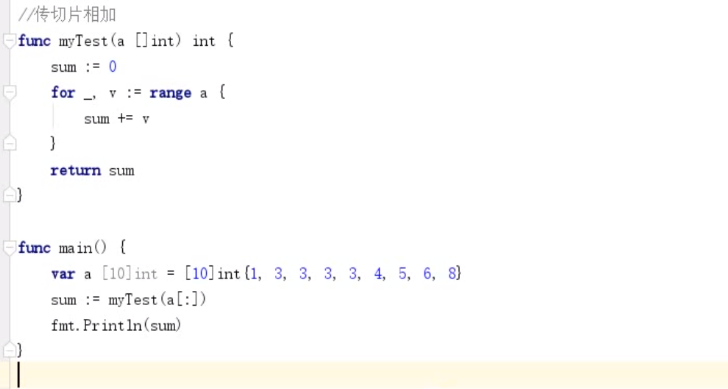 //传切片相加
func myTest(a []int) int {
    sum := 0
    for _, v := range a {
        sum += v
    }
    return sum
}
func main() {
    var a [10]int = [10]int{1, 3, 3, 3, 3, 4, 5, 6, 8}
    sum := myTest(a[:])
    fmt.Println(sum)
}